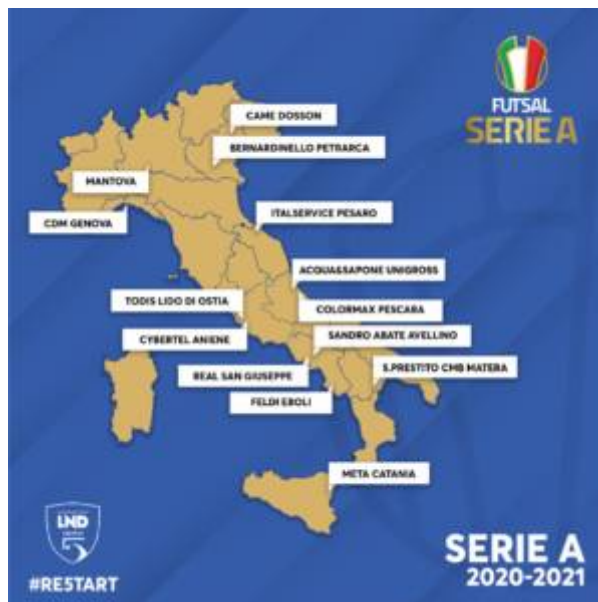 FUTSAL
SERIE A
CAME DOSSON
BERNARDINELLO PETRARCA
MANTOVA
CDM GENOVA
ITALSERVICE PESARO
ACQUA&SAPONE UNIGROSS
TODIS LIDO DI OSTIA
COLORMAX PESCARA
CYBERTEL ANIENE
SANDRO ABATE AVELLINO
REAL SAN GIUSEPPE
S.PRESTITO CMB MATERA
FELDI EBOLI
META CATANIA
LND
#RE5TART
SERIE A
2020-2021